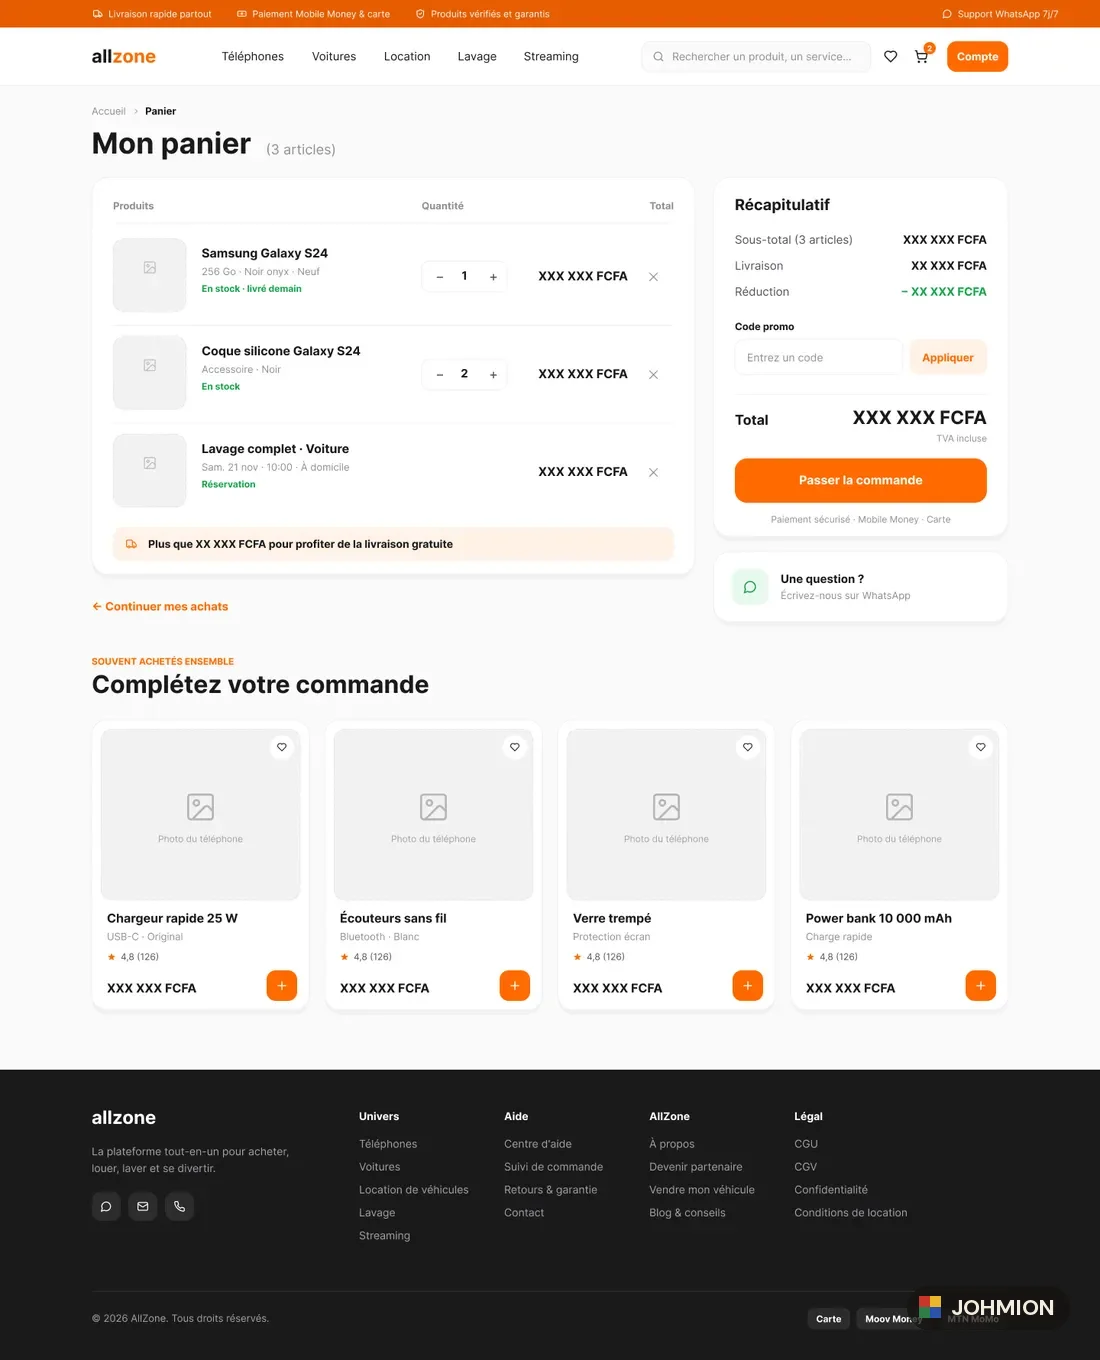 Livraison rapide partout
Paiement Mobile Money & carte
Produits vérifiés et garantis
Support WhatsApp 7j/7
allzone
Téléphones
Voitures
Location
Lavage
Streaming
Rechercher un produit, un service...
2
Compte
Accueil > Panier
Mon panier (3 articles)
Produits
Quantité
Total
Samsung Galaxy S24
256 Go · Noir onyx · Neuf
En stock · livré demain
− 1 +
XXX XXX FCFA
Coque silicone Galaxy S24
Accessoire · Noir
En stock
− 2 +
XXX XXX FCFA
Lavage complet · Voiture
Sam. 21 nov · 10:00 · À domicile
Réservation
XXX XXX FCFA
Plus que XX XXX FCFA pour profiter de la livraison gratuite
← Continuer mes achats
Récapitulatif
Sous-total (3 articles) XXX XXX FCFA
Livraison XX XXX FCFA
Réduction − XX XXX FCFA
Code promo
Entrez un code
Appliquer
Total XXX XXX FCFA
TVA incluse
Passer la commande
Paiement sécurisé · Mobile Money · Carte
Une question ?
Écrivez-nous sur WhatsApp
SOUVENT ACHETÉS ENSEMBLE
Complétez votre commande
Photo du téléphone
Chargeur rapide 25 W
USB-C · Original
★ 4,8 (126)
XXX XXX FCFA
+
Photo du téléphone
Écouteurs sans fil
Bluetooth · Blanc
★ 4,8 (126)
XXX XXX FCFA
+
Photo du téléphone
Verre trempé
Protection écran
★ 4,8 (126)
XXX XXX FCFA
+
Photo du téléphone
Power bank 10 000 mAh
Charge rapide
★ 4,8 (126)
XXX XXX FCFA
+
allzone
La plateforme tout-en-un pour acheter,
louer, laver et se divertir.
Univers
Téléphones
Voitures
Location de véhicules
Lavage
Streaming
Aide
Centre d'aide
Suivi de commande
Retours & garantie
Contact
AllZone
À propos
Devenir partenaire
Vendre mon véhicule
Blog & conseils
Légal
CGU
CGV
Confidentialité
Conditions de location
© 2026 AllZone. Tous droits réservés.
Carte
Moov Money
MTN MoMo
JOHMION